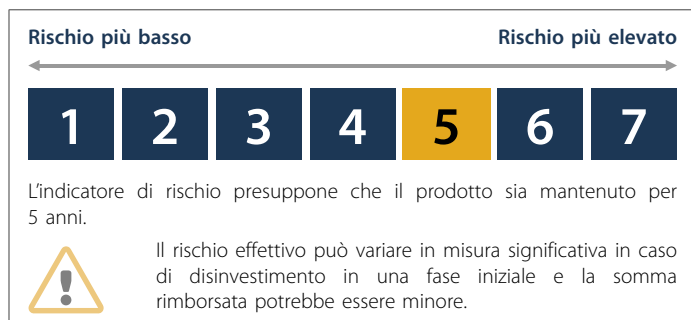 Rischio più basso Rischio più elevato
1 2 3 4 5 6 7
L'indicatore di rischio presuppone che il prodotto sia mantenuto per
5 anni.
Il rischio effettivo può variare in misura significativa in caso
di disinvestimento in una fase iniziale e la somma
rimborsata potrebbe essere minore.